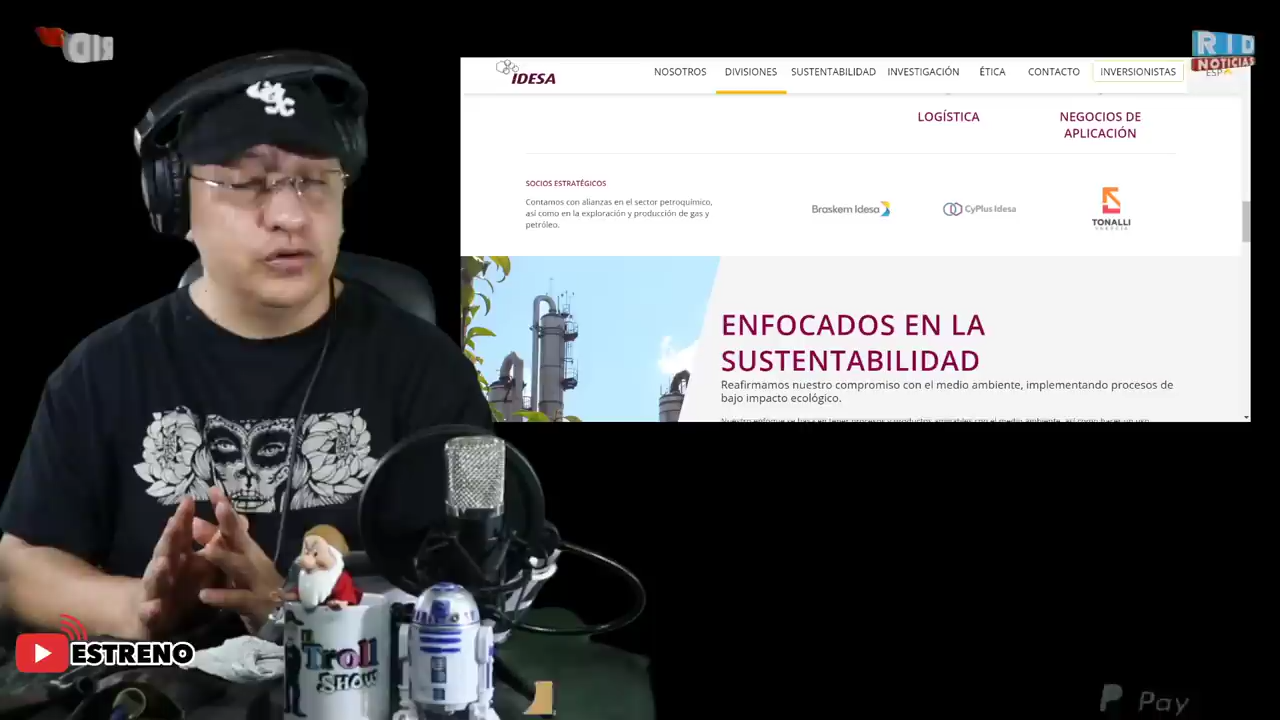 RID
RID
NOTICIAS
IDESA
NOSOTROS
DIVISIONES
SUSTENTABILIDAD
INVESTIGACIÓN
ÉTICA
CONTACTO
INVERSIONISTAS
ESP
LOGÍSTICA
NEGOCIOS DE
APLICACIÓN
SOCIOS ESTRATÉGICOS
Contamos con alianzas en el sector petroquímico,
así como en la exploración y producción de gas y
petróleo.
Braskem Idesa
CyPlus Idesa
TONALLI
ENFOCADOS EN LA
SUSTENTABILIDAD
Reafirmamos nuestro compromiso con el medio ambiente, implementando procesos de
bajo impacto ecológico.
ESTRENO
Troll
SHOW
P Pay